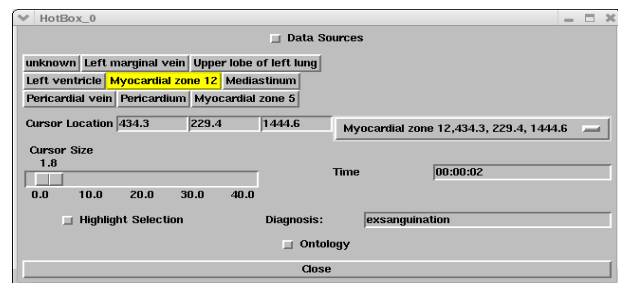 HotBox_0
Data Sources
unknown Left marginal vein Upper lobe of left lung
Left ventricle Myocardial zone 12 Mediastinum
Pericardial vein Pericardium Myocardial zone 5
Cursor Location 434.3 229.4 1444.6 Myocardial zone 12,434.3, 229.4, 1444.6
Cursor Size
1.8
Time 00:00:02
0.0 10.0 20.0 30.0 40.0
Highlight Selection Diagnosis: exsanguination
Ontology
Close